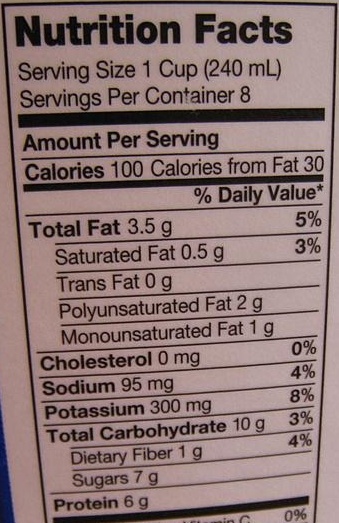 Nutrition Facts
Serving Size 1 Cup (240 mL)
Servings Per Container 8
Amount Per Serving
Calories 100 Calories from Fat 30
% Daily Value*
Total Fat 3.5 g 5%
Saturated Fat 0.5 g 3%
Trans Fat 0 g
Polyunsaturated Fat 2 g
Monounsaturated Fat 1 g
Cholesterol 0 mg 0%
Sodium 95 mg 4%
Potassium 300 mg 8%
Total Carbohydrate 10 g 3%
Dietary Fiber 1 g 4%
Sugars 7 g
Protein 6 g
Vitamin C 0%